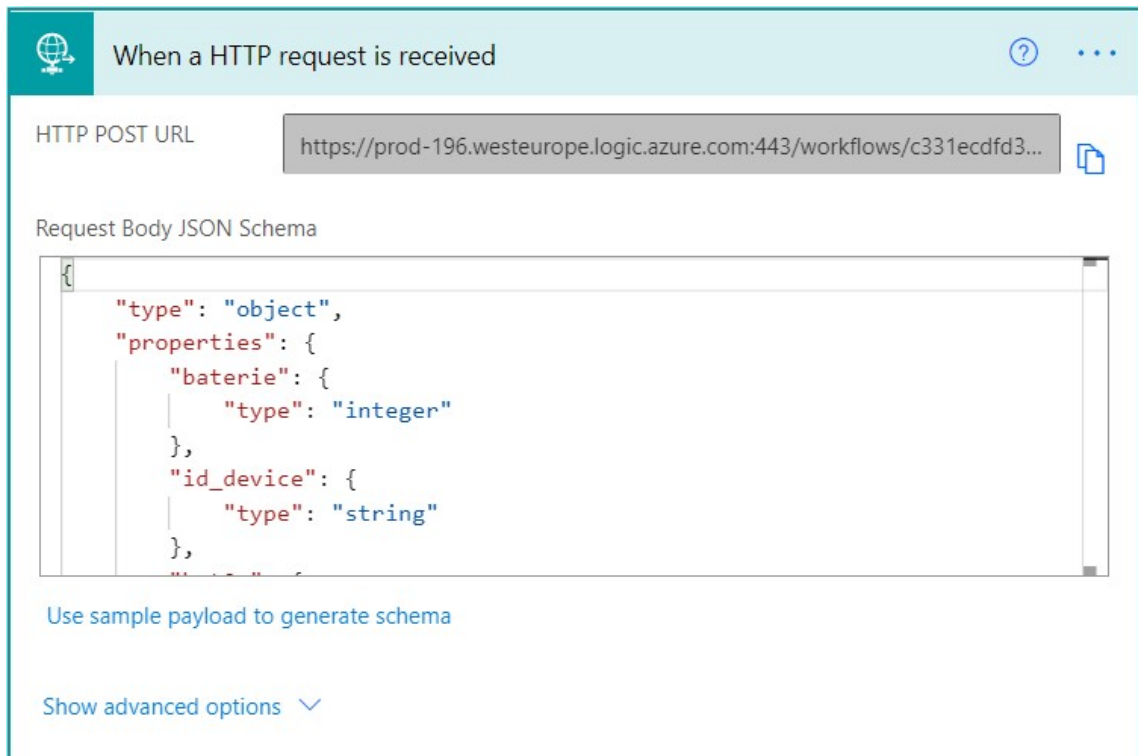 When a HTTP request is received
HTTP POST URL
https://prod-196.westeurope.logic.azure.com:443/workflows/c331ecdfd3...
Request Body JSON Schema
{
"type": "object",
"properties": {
"baterie": {
"type": "integer"
},
"id_device": {
"type": "string"
},
Use sample payload to generate schema
Show advanced options